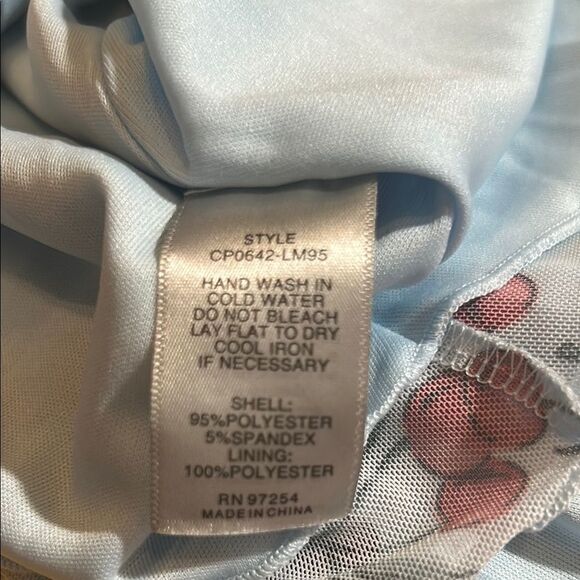 STYLE
CP0642-LM95
HAND WASH IN
COLD WATER
DO NOT BLEACH
LAY FLAT TO DRY
COOL IRON
IF NECESSARY
SHELL:
95%POLYESTER
5%SPANDEX
LINING:
100%POLYESTER
RN 97254
MADE IN CHINA